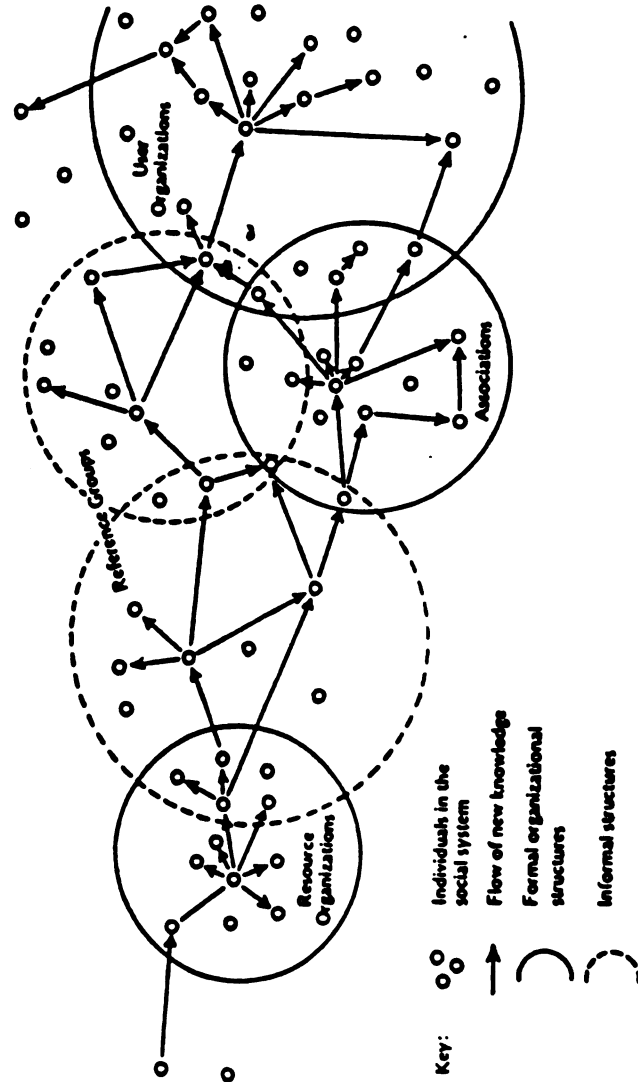 Resource
Organizations
Reference Groups
User
Organizations
Associations
Key:
Individuals in the
social system
Flow of new knowledge
Formal organizational
structures
Informal structures